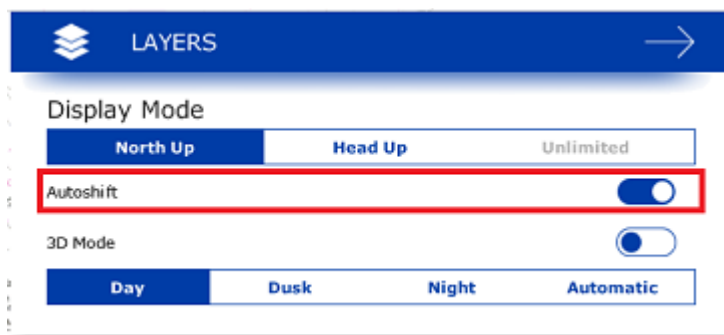 LAYERS
Display Mode
North Up Head Up Unlimited
Autoshift
3D Mode
Day Dusk Night Automatic